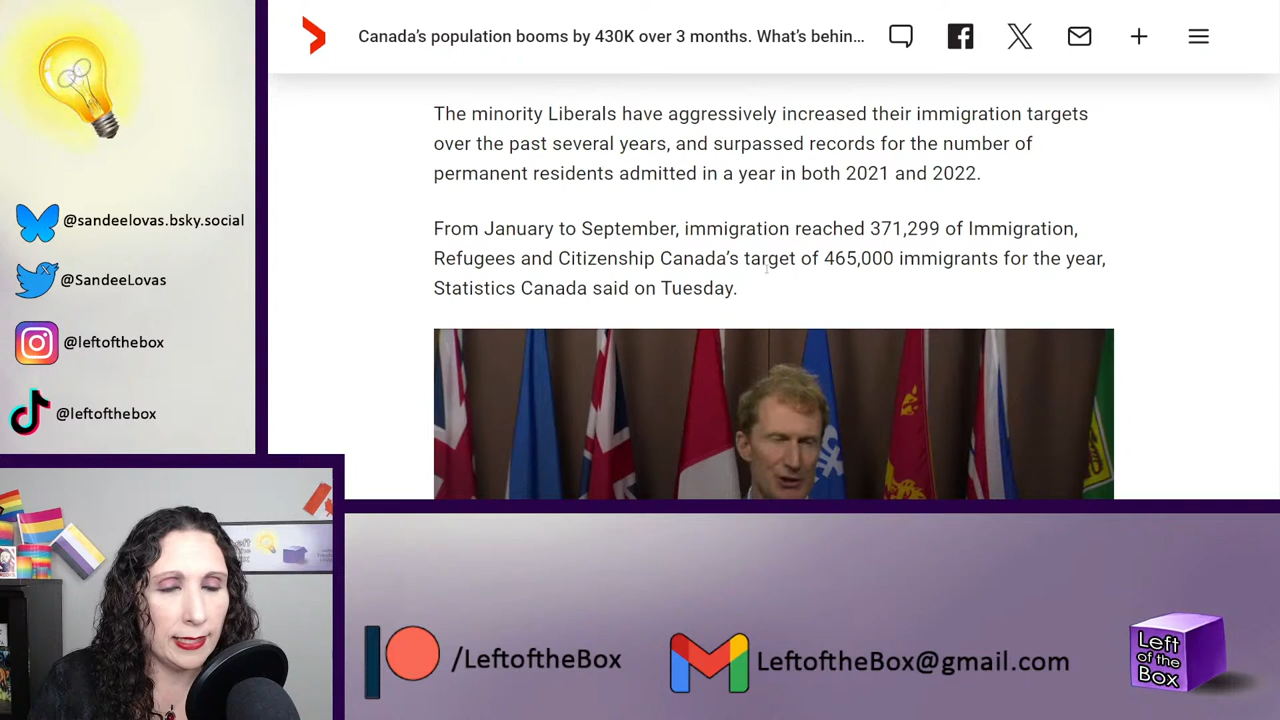 Canada’s population booms by 430K over 3 months. What’s behin…
The minority Liberals have aggressively increased their immigration targets
over the past several years, and surpassed records for the number of
permanent residents admitted in a year in both 2021 and 2022.
From January to September, immigration reached 371,299 of Immigration,
Refugees and Citizenship Canada’s target of 465,000 immigrants for the year,
Statistics Canada said on Tuesday.
@sandeelovas.bsky.social
@SandeeLovas
@leftofthebox
@leftofthebox
Left
the
Box
/LeftoftheBox
LeftoftheBox@gmail.com
Left
of the
Box